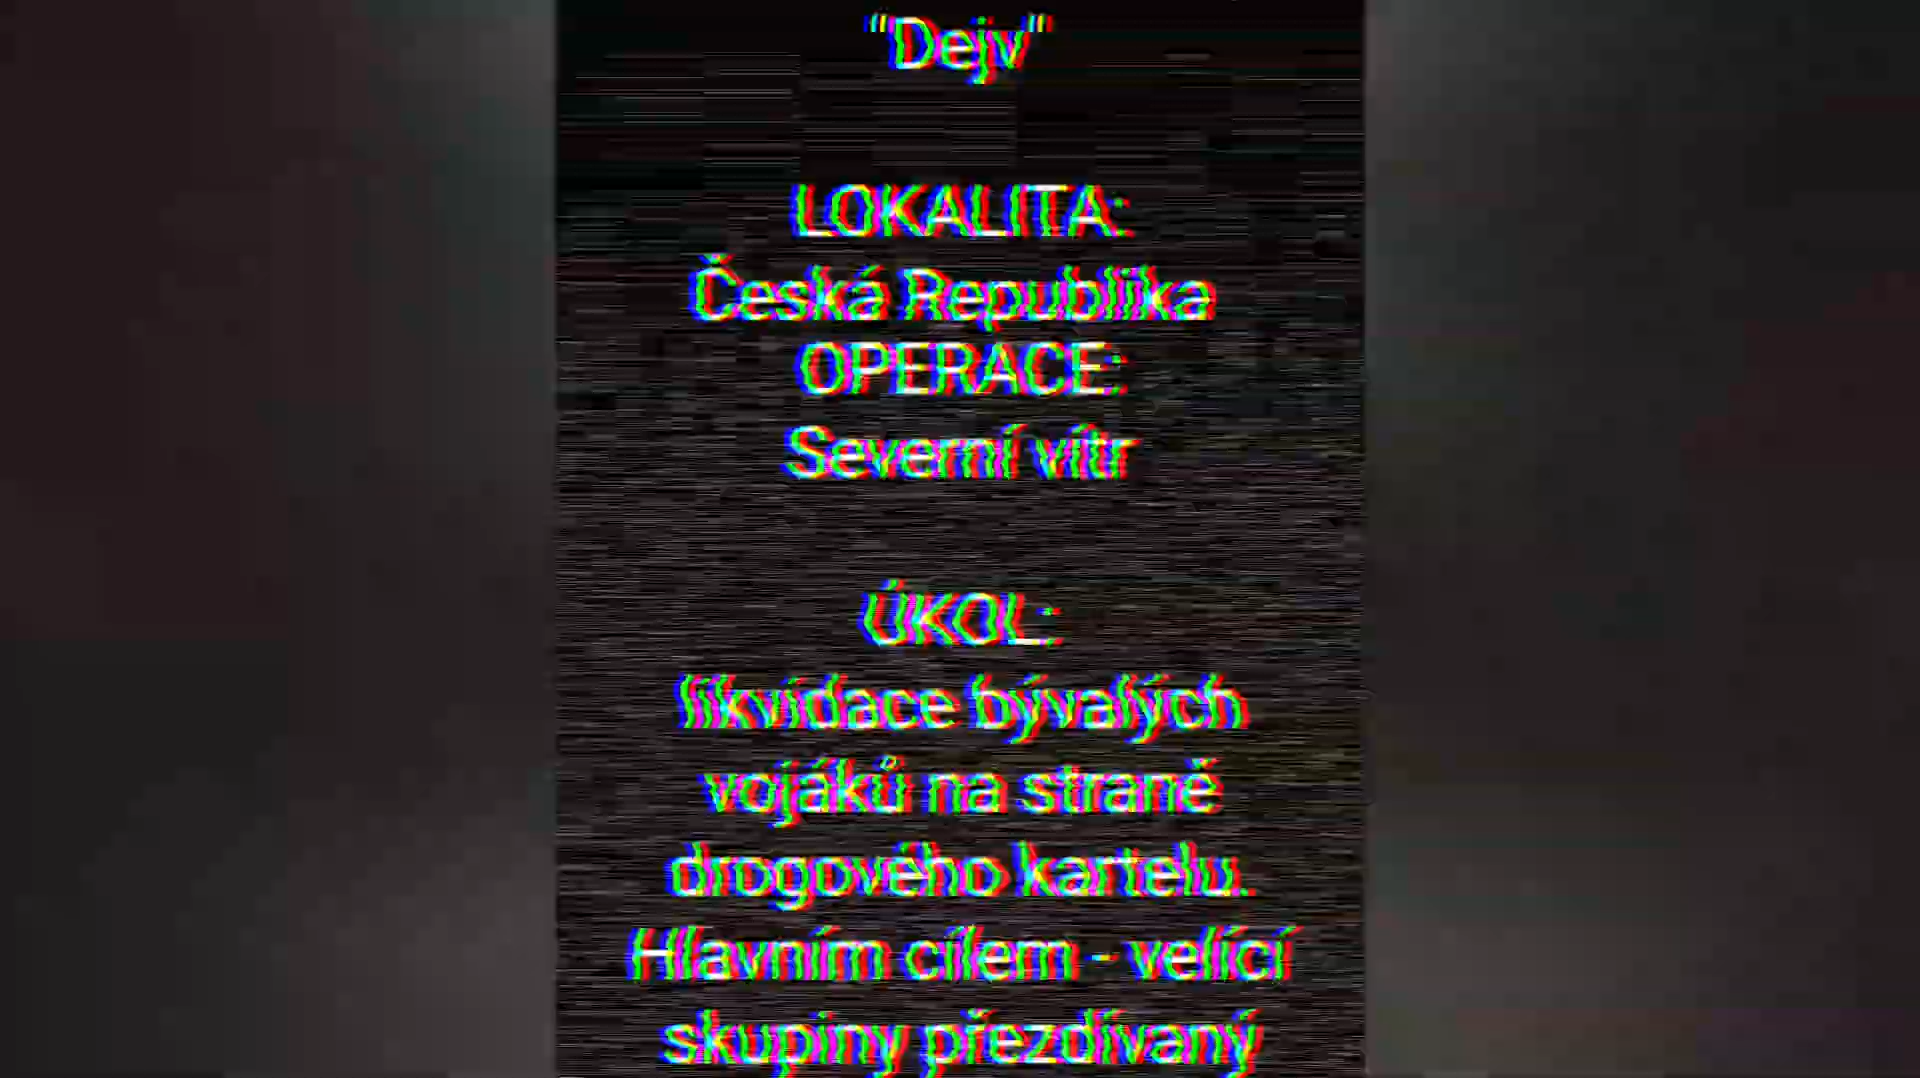 "Dejv"
LOKALITA:
Česká Republika
OPERACE:
Severní vítr
ÚKOL:
likvidace bývalých
vojáků na straně
drogového kartelu.
Hlavním cílem - velící
skupiny přezdívaný